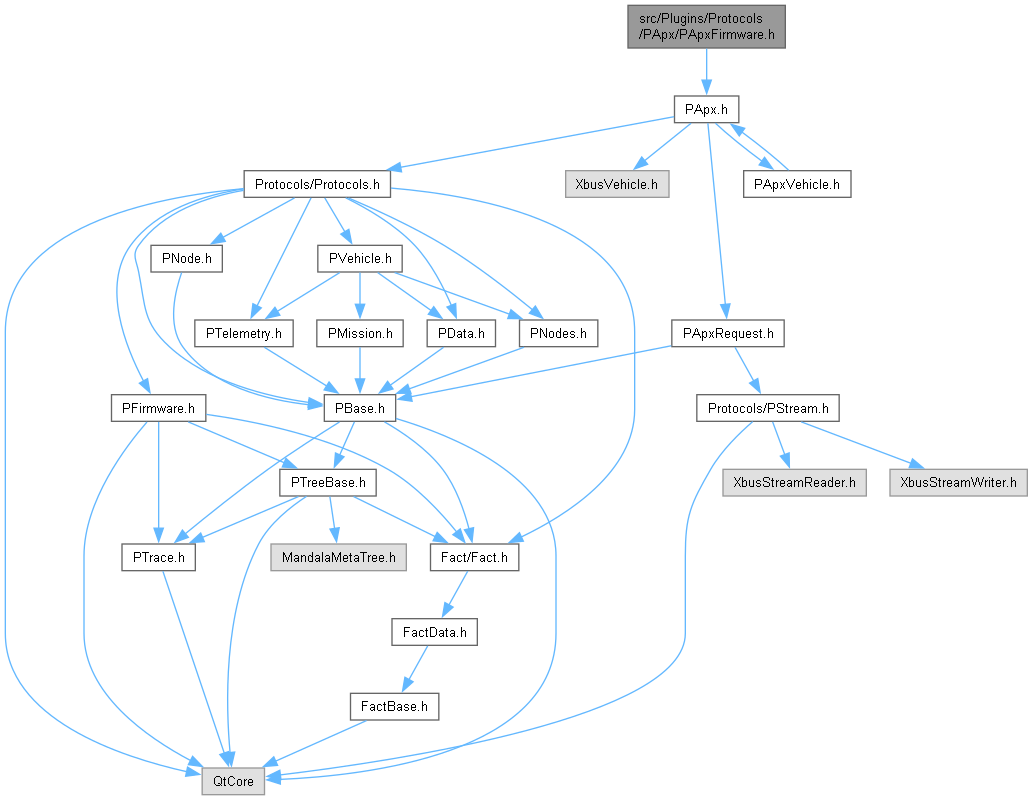 src/Plugins/Protocols
/PApx/PApxFirmware.h
PApx.h
Protocols/Protocols.h
XbusVehicle.h
PApxVehicle.h
PNode.h
PVehicle.h
PTelemetry.h
PMission.h
PData.h
PNodes.h
PApxRequest.h
PFirmware.h
PBase.h
Protocols/PStream.h
PTreeBase.h
XbusStreamReader.h
XbusStreamWriter.h
PTrace.h
MandalaMetaTree.h
Fact/Fact.h
FactData.h
FactBase.h
QtCore